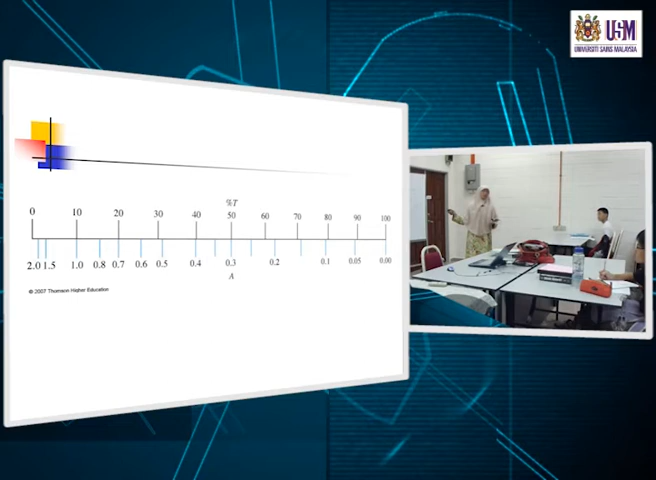 USM
UNIVERSITI SAINS MALAYSIA
%T
0 10 20 30 40 50 60 70 80 90 100
2.0 1.5 1.0 0.8 0.7 0.6 0.5 0.4 0.3 0.2 0.1 0.05 0.00
A
© 2007 Thomson Higher Education